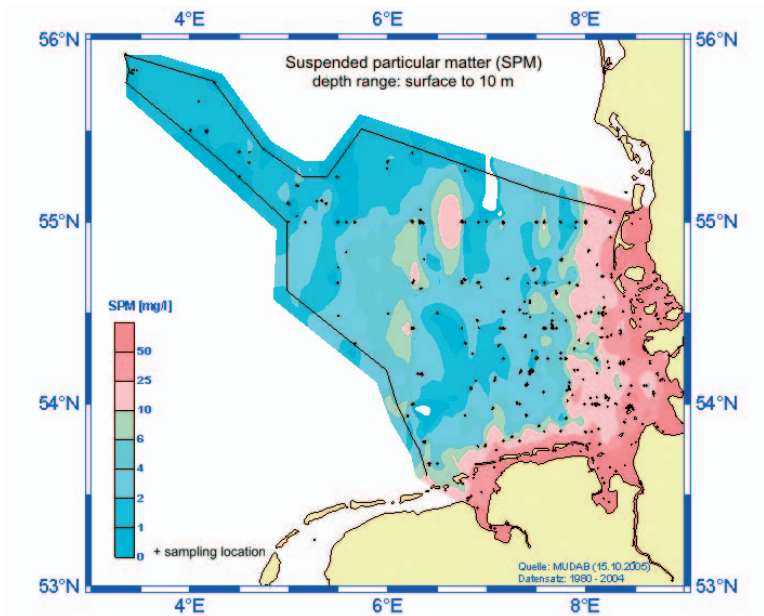 4°E 6°E 8°E
56°N 56°N
Suspended particular matter (SPM)
depth range: surface to 10 m
55°N 55°N
SPM [mg/l]
50
25
10
6
4
2
1
0
54°N 54°N
+ sampling location
Quelle: MUDAB (15.10.2005)
Datensatz: 1980 - 2004
53°N 53°N
4°E 6°E 8°E